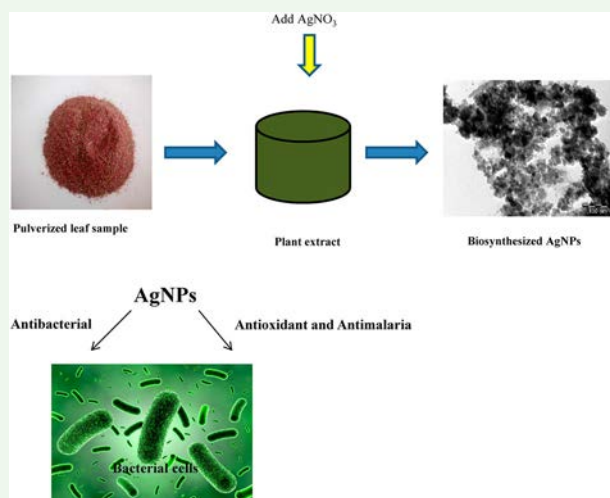 Add AgNO₃
Pulverized leaf sample
Plant extract
Biosynthesized AgNPs
AgNPs
Antibacterial
Antioxidant and Antimalaria
Bacterial cells